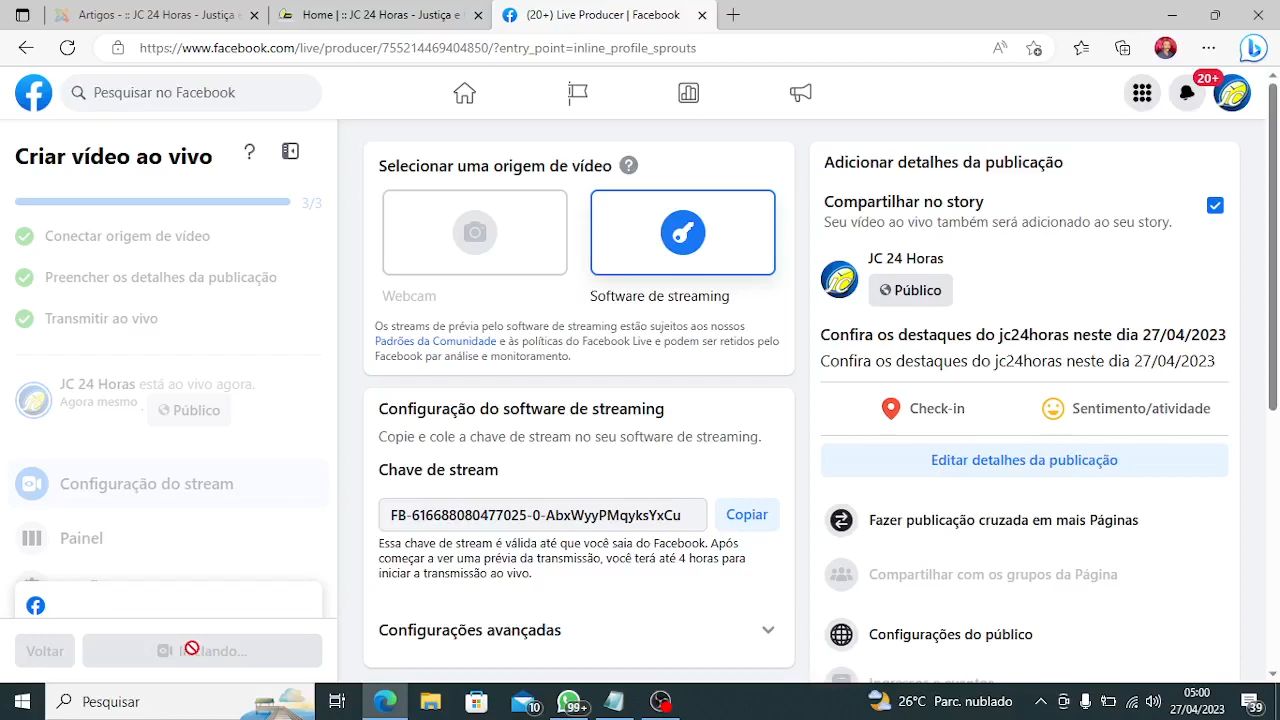 Artigos - :: JC 24 Horas - Justiça e
Home | :: JC 24 Horas - Justiça e C
(20+) Live Producer | Facebook
https://www.facebook.com/live/producer/755214469404850/?entry_point=inline_profile_sprouts
Pesquisar no Facebook
20+
Criar vídeo ao vivo
3/3
Conectar origem de vídeo
Preencher os detalhes da publicação
Transmitir ao vivo
JC 24 Horas está ao vivo agora.
Agora mesmo ·
Público
Configuração do stream
Painel
Voltar
Selecionar uma origem de vídeo
Webcam
Software de streaming
Os streams de prévia pelo software de streaming estão sujeitos aos nossos
Padrões da Comunidade e às políticas do Facebook Live e podem ser retidos pelo
Facebook par análise e monitoramento.
Configuração do software de streaming
Copie e cole a chave de stream no seu software de streaming.
Chave de stream
FB-616688080477025-0-AbxWyyPMqyksYxCu
Copiar
Essa chave de stream é válida até que você saia do Facebook. Após
começar a ver uma prévia da transmissão, você terá até 4 horas para
iniciar a transmissão ao vivo.
Configurações avançadas
Adicionar detalhes da publicação
Compartilhar no story
Seu vídeo ao vivo também será adicionado ao seu story.
JC 24 Horas
Público
Confira os destaques do jc24horas neste dia 27/04/2023
Confira os destaques do jc24horas neste dia 27/04/2023
Check-in
Sentimento/atividade
Editar detalhes da publicação
Fazer publicação cruzada em mais Páginas
Compartilhar com os grupos da Página
Configurações do público
Pesquisar
10
99+
26°C Parc. nublado
05:00
27/04/2023
39